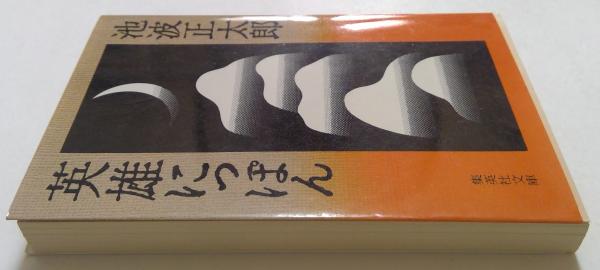 池波正太郎
英雄にっぽん
集英社文庫